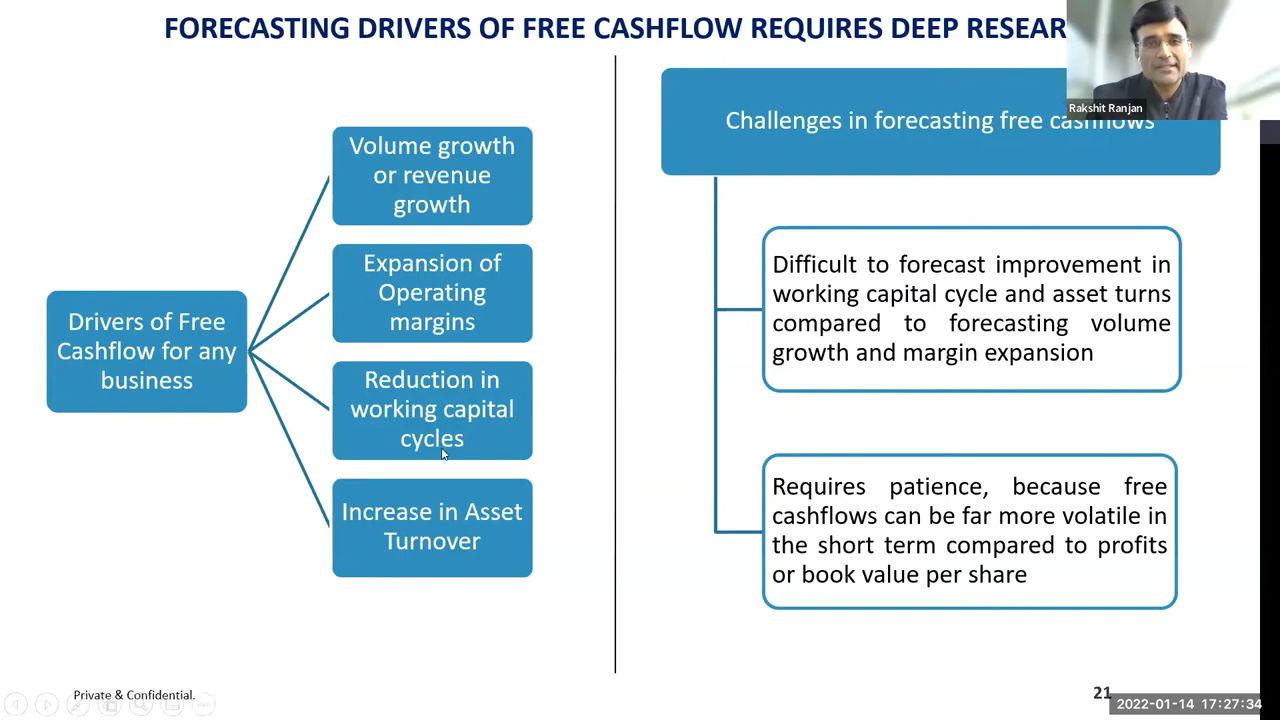 FORECASTING DRIVERS OF FREE CASHFLOW REQUIRES DEEP
Rakshit Ranjan
Volume growth
or revenue
growth
Expansion of
Operating
margins
Drivers of Free
Cashflow for any
business
Reduction in
working capital
cycles
Increase in Asset
Turnover
Challenges in forecasting free cashflows
Difficult to forecast improvement in
working capital cycle and asset turns
compared to forecasting volume
growth and margin expansion
Requires patience, because free
cashflows can be far more volatile in
the short term compared to profits
or book value per share
Private & Confidential.
21
2022-01-14 17:27:34